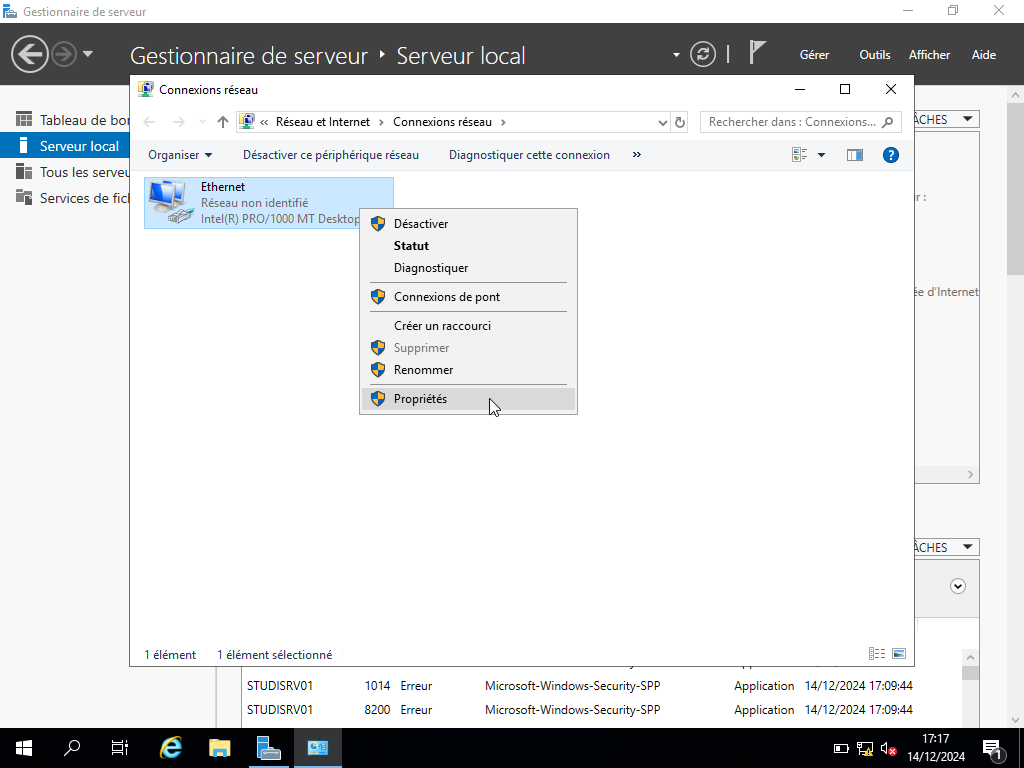 Gestionnaire de serveur
Gestionnaire de serveur Serveur local
Gérer Outils Afficher Aide
Connexions réseau
« Réseau et Internet Connexions réseau
Rechercher dans : Connexions...
Organiser Désactiver ce périphérique réseau Diagnostiquer cette connexion »
Tableau de bor
Serveur local
Tous les serveu
Services de fich
Ethernet
Réseau non identifié
Intel(R) PRO/1000 MT Desktop
Désactiver
Statut
Diagnostiquer
Connexions de pont
Créer un raccourci
Supprimer
Renommer
Propriétés
ÂCHES
r :
ée d'Internet
ÂCHES
1 élément 1 élément sélectionné
STUDISRV01 1014 Erreur Microsoft-Windows-Security-SPP Application 14/12/2024 17:09:44
STUDISRV01 8200 Erreur Microsoft-Windows-Security-SPP Application 14/12/2024 17:09:44
17:17
14/12/2024
1